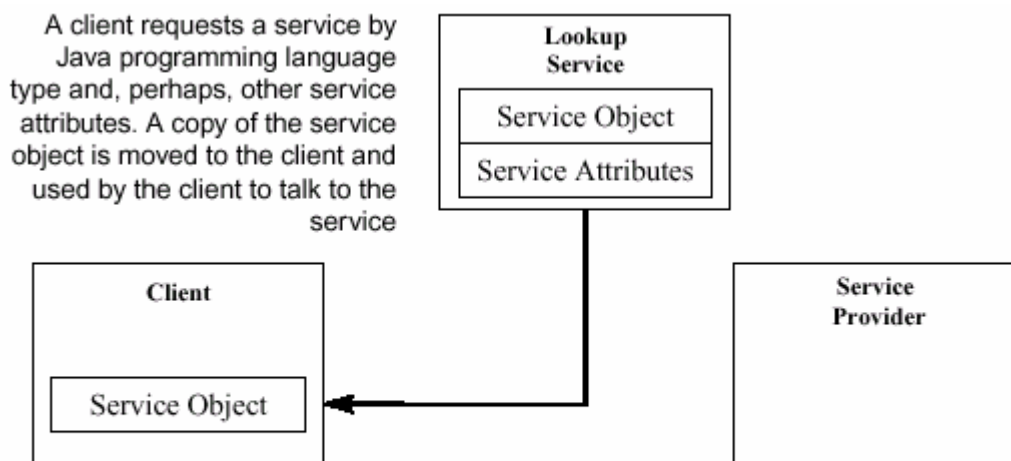 A client requests a service by
Java programming language
type and, perhaps, other service
attributes. A copy of the service
object is moved to the client and
used by the client to talk to the
service
Lookup
Service
Service Object
Service Attributes
Client
Service Object
Service
Provider